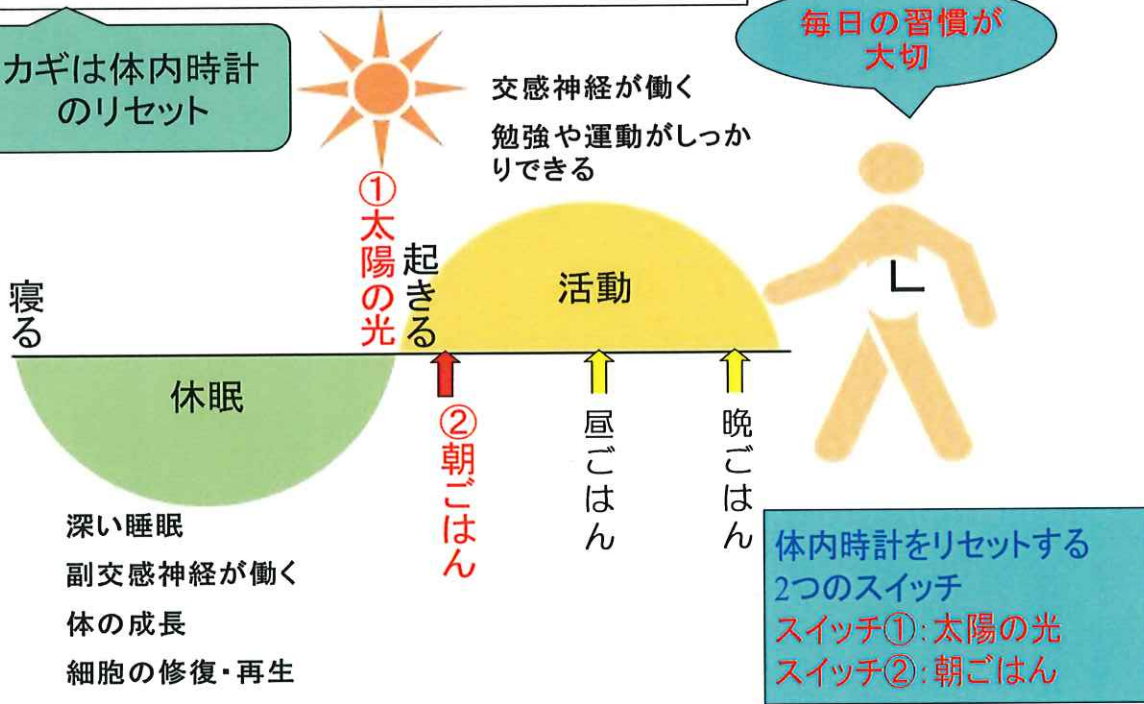 カギは体内時計
のリセット
毎日の習慣が
大切
交感神経が働く
勉強や運動がしっか
りできる
①太陽の光
起きる
寝る
活動
休眠
②朝ごはん
昼ごはん
晩ごはん
深い睡眠
副交感神経が働く
体の成長
細胞の修復・再生
体内時計をリセットする
2つのスイッチ
スイッチ①:太陽の光
スイッチ②:朝ごはん